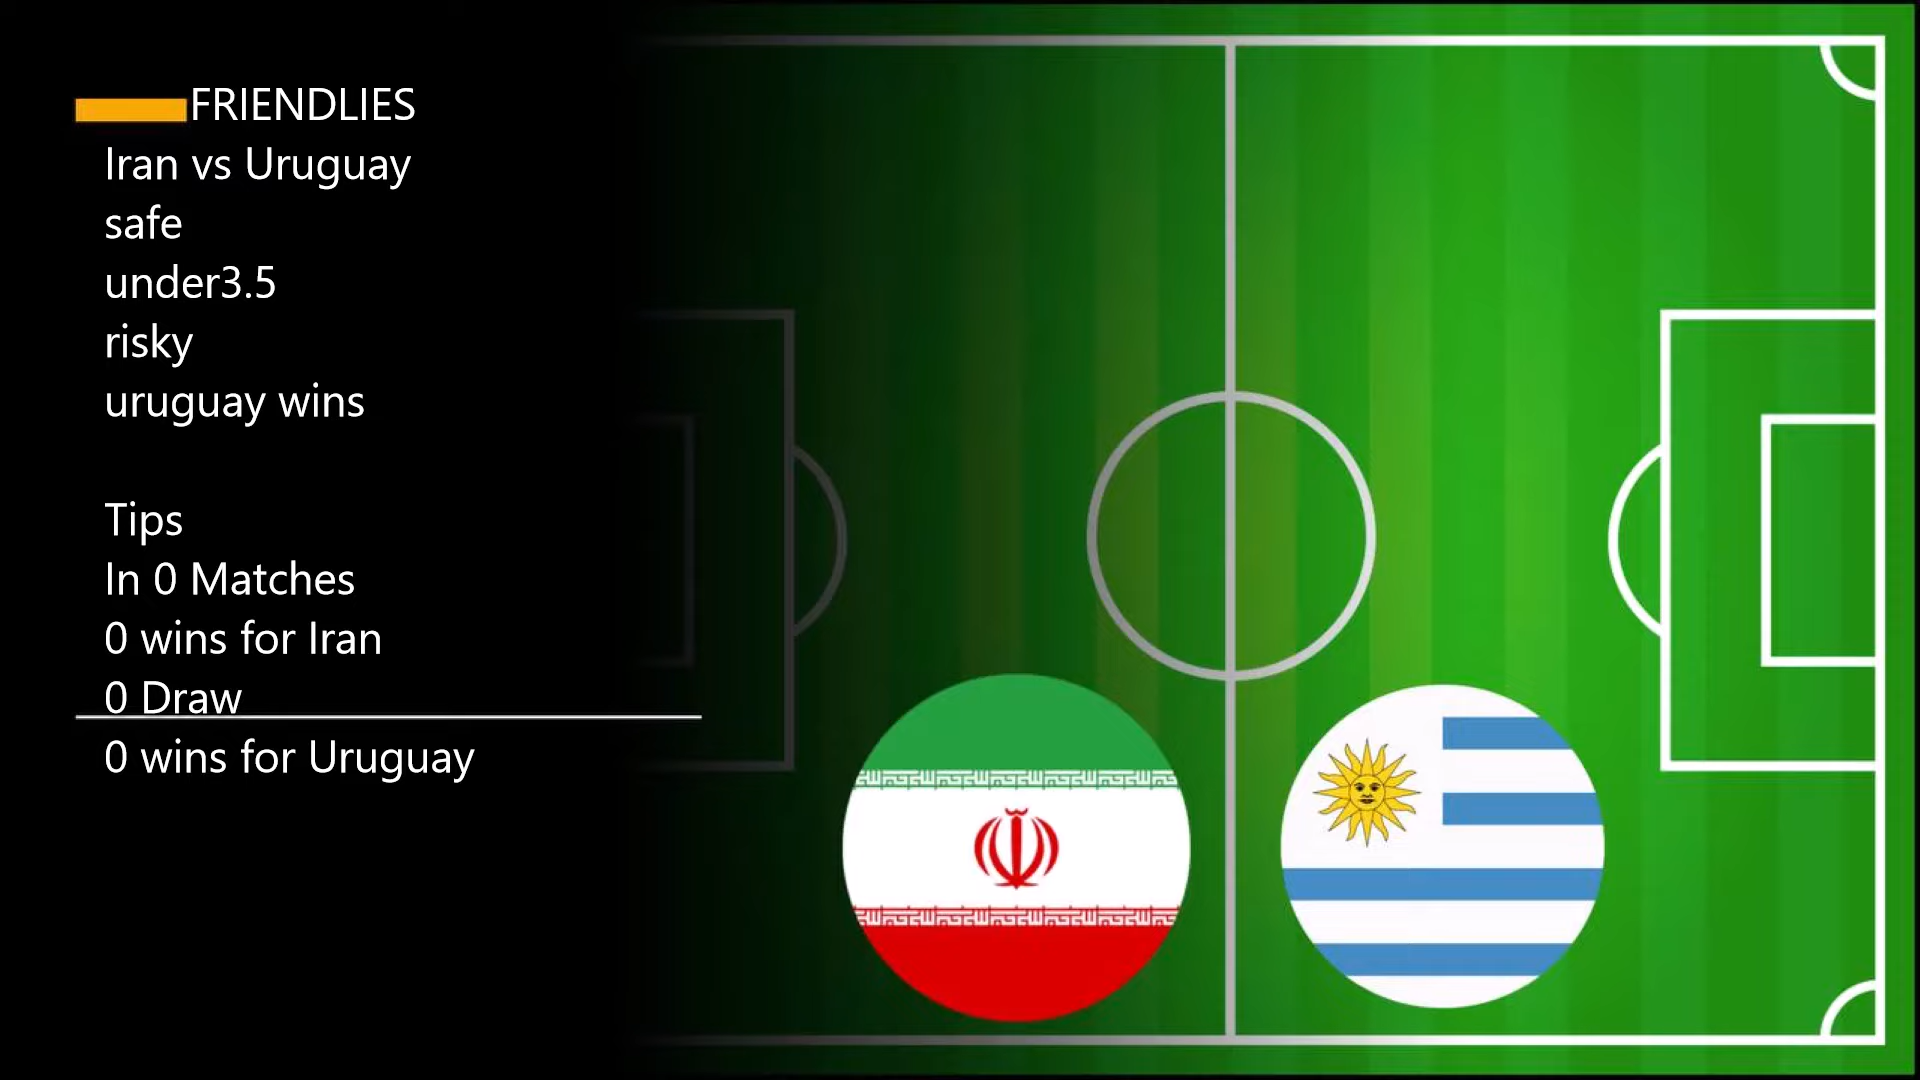 FRIENDLIES
Iran vs Uruguay
safe
under3.5
risky
uruguay wins
Tips
In 0 Matches
0 wins for Iran
0 Draw
0 wins for Uruguay